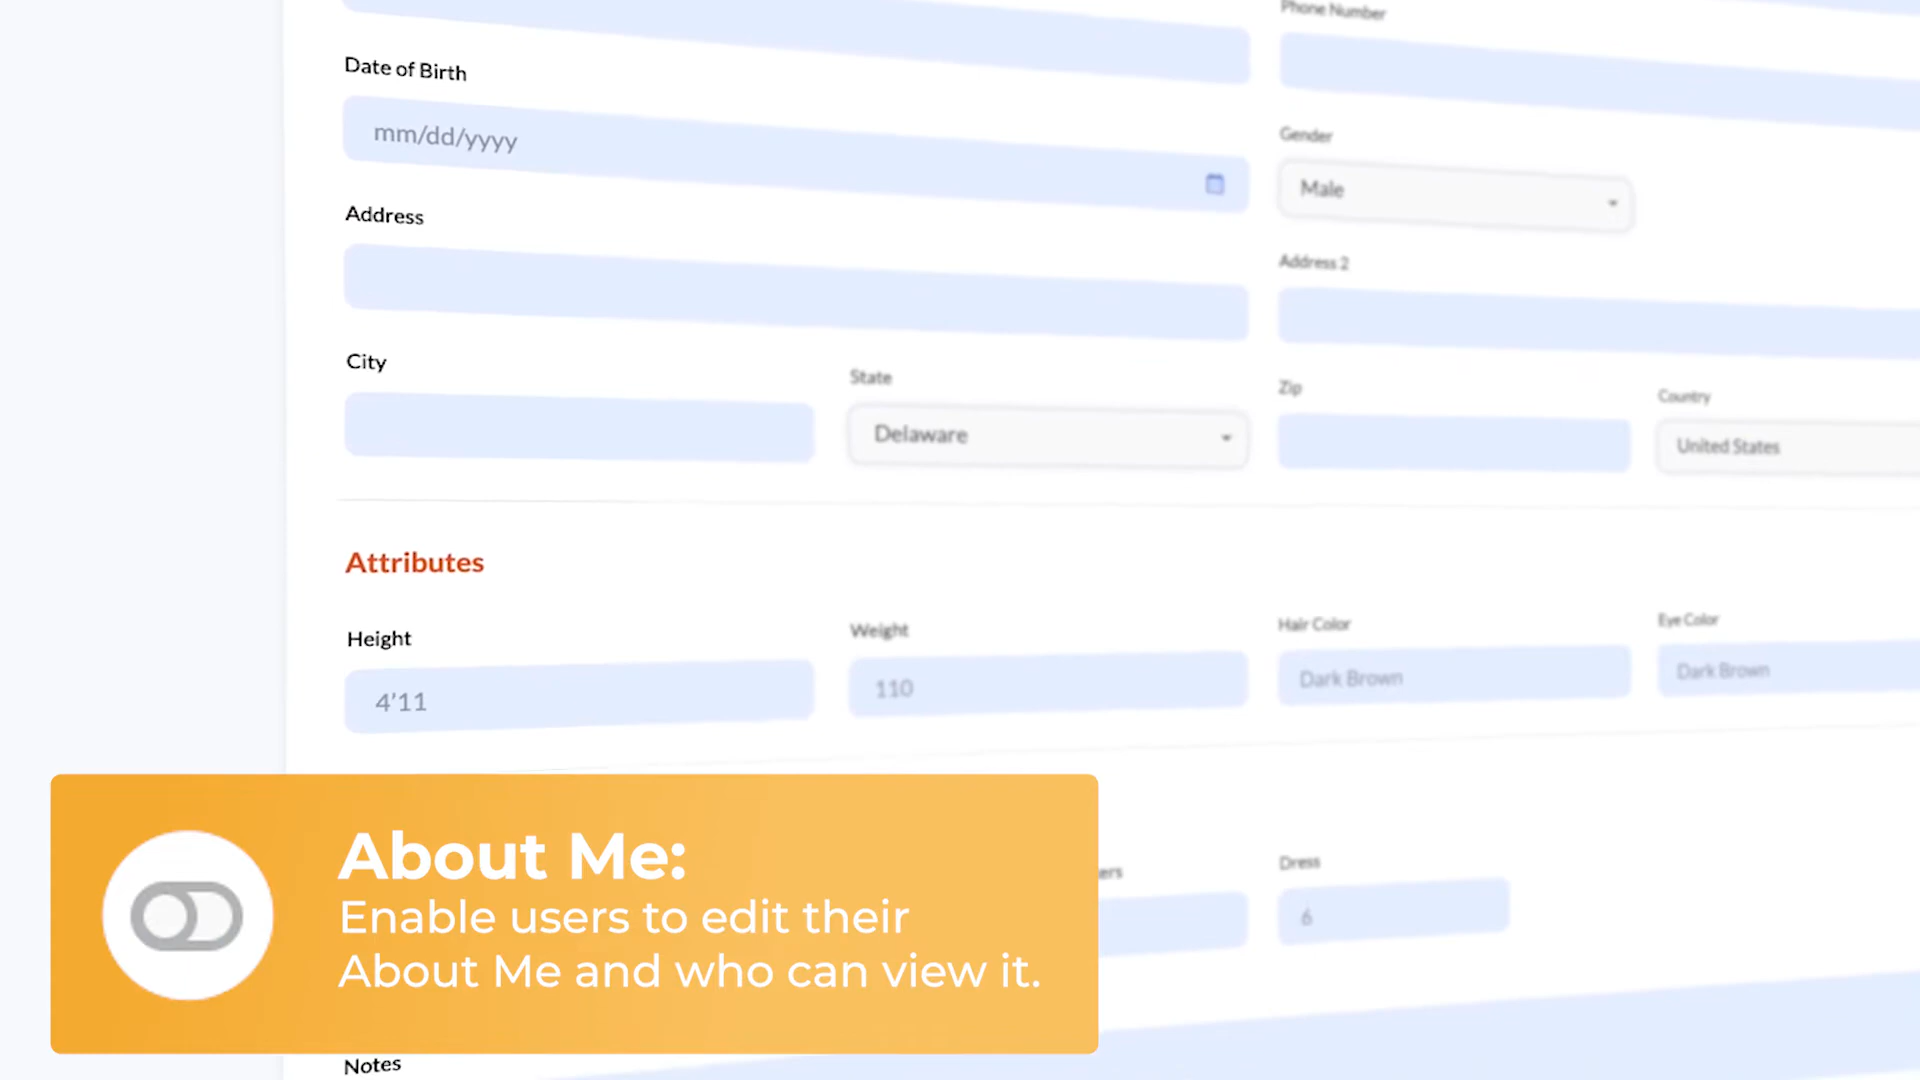 Phone Number
Date of Birth
mm/dd/yyyy
Gender
Male
Address
Address 2
City
State
Zip
Country
Delaware
United States
Attributes
Height
Weight
Hair Color
Eye Color
4'11
110
Dark Brown
Dark Brown
ers
Dress
6
About Me:
Enable users to edit their
About Me and who can view it.
Notes